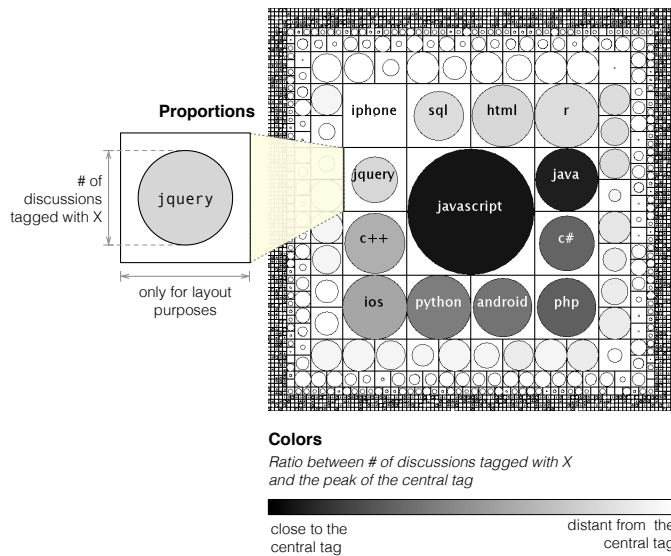 iphone
sql
html
r
Proportions
# of
discussions
tagged with X
jquery
jquery
javascript
java
c++
c#
only for layout
purposes
ios
python
android
php
Colors
Ratio between # of discussions tagged with X
and the peak of the central tag
close to the
central tag
distant from the
central tag